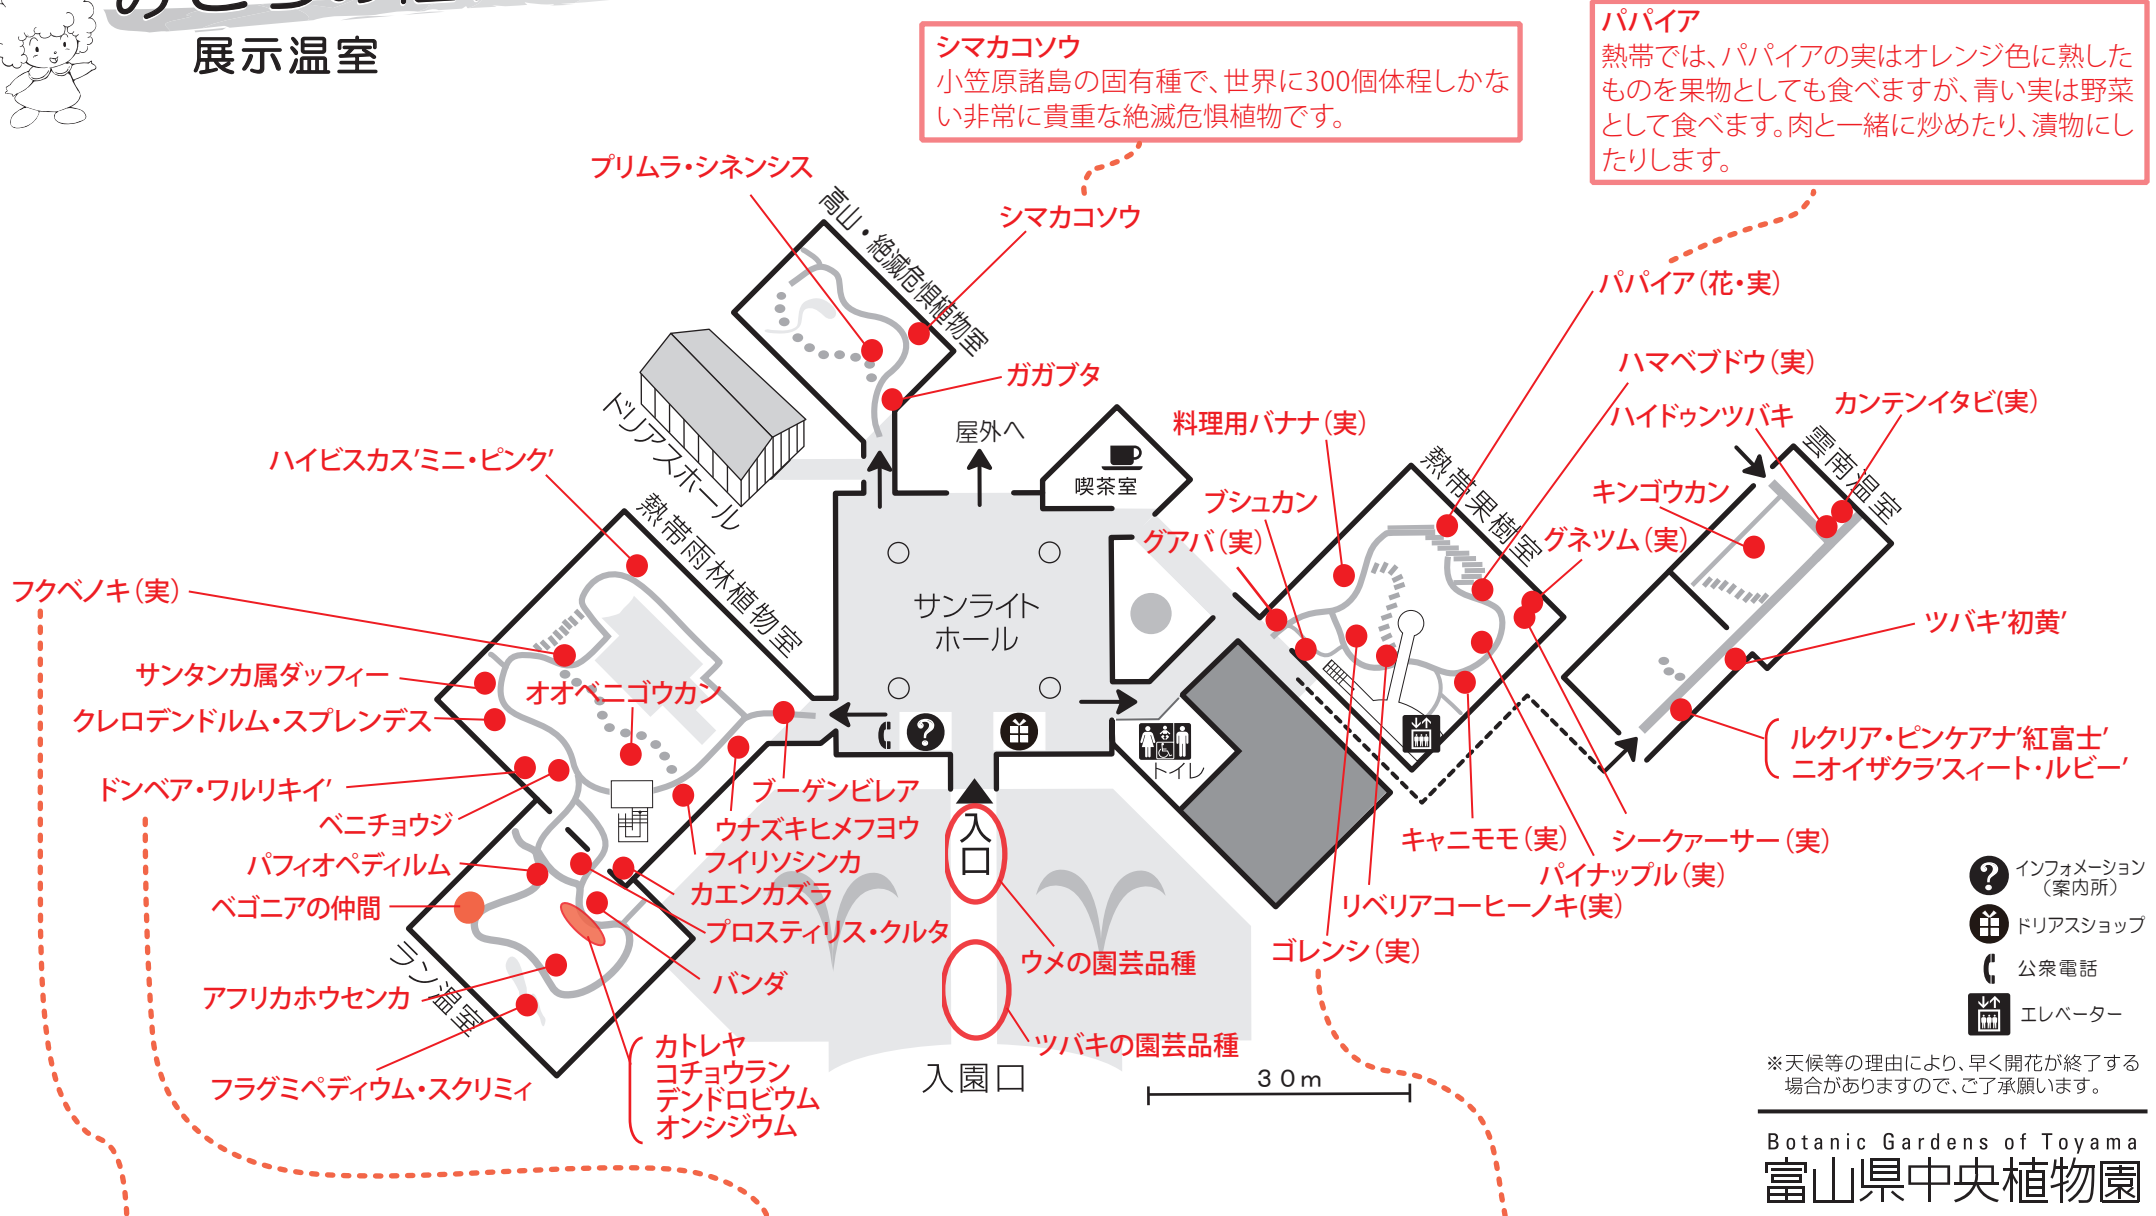 展示温室
シマカコソウ
小笠原諸島の固有種で、世界に300個体程しかな
い非常に貴重な絶滅危惧植物です。
パパイア
熱帯では、パパイアの実はオレンジ色に熟した
ものを果物としても食べますが、青い実は野菜
として食べます。肉と一緒に炒めたり、漬物にし
たりします。
プリムラ・シネンシス
高山・絶滅危惧植物室
シマカコソウ
パパイア（花・実）
ガガブタ
ハマベブドウ（実）
ハイドゥンツバキ
カンテンイタビ(実)
料理用バナナ（実）
屋外へ
喫茶室
ドリアスホール
ハイビスカス'ミニ・ピンク'
熱帯雨林植物室
熱帯果樹室
雲南温室
ブシュカン
キンゴウカン
グアバ（実）
グネツム（実）
フクベノキ（実）
サンライト
ホール
ツバキ'初黄'
サンタンカ属ダッフィー
オオベニゴウカン
クレロデンドルム・スプレンデス
ルクリア・ピンケアナ'紅富士'
ニオイザクラ'スィート・ルビー'
トイレ
ドンベア・ワルリキイ'
ブーゲンビレア
ベニチョウジ
ウナズキヒメフヨウ
入口
キャニモモ（実）
シークァーサー（実）
パフィオペディルム
フイリソシンカ
パイナップル（実）
カエンカズラ
ベゴニアの仲間
リベリアコーヒーノキ(実)
プロスティリス・クルタ
ゴレンシ（実）
ウメの園芸品種
バンダ
ラン温室
アフリカホウセンカ
ツバキの園芸品種
カトレヤ
コチョウラン
デンドロビウム
オンシジウム
フラグミペディウム・スクリミィ
入園口
30m
インフォメーション
（案内所）
ドリアスショップ
公衆電話
エレベーター
※天候等の理由により、早く開花が終了する
場合がありますので、ご了承願います。
Botanic Gardens of Toyama
富山県中央植物園